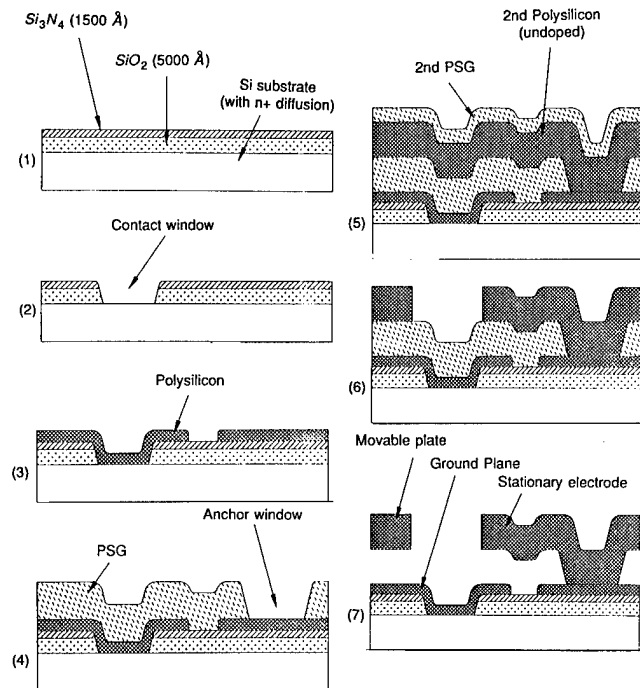 Si₃N₄ (1500 Å)
SiO₂ (5000 Å)
Si substrate
(with n+ diffusion)
(1)
Contact window
(2)
Polysilicon
(3)
Anchor window
PSG
(4)
2nd Polysilicon
(undoped)
2nd PSG
(5)
(6)
Movable plate
Ground Plane
Stationary electrode
(7)